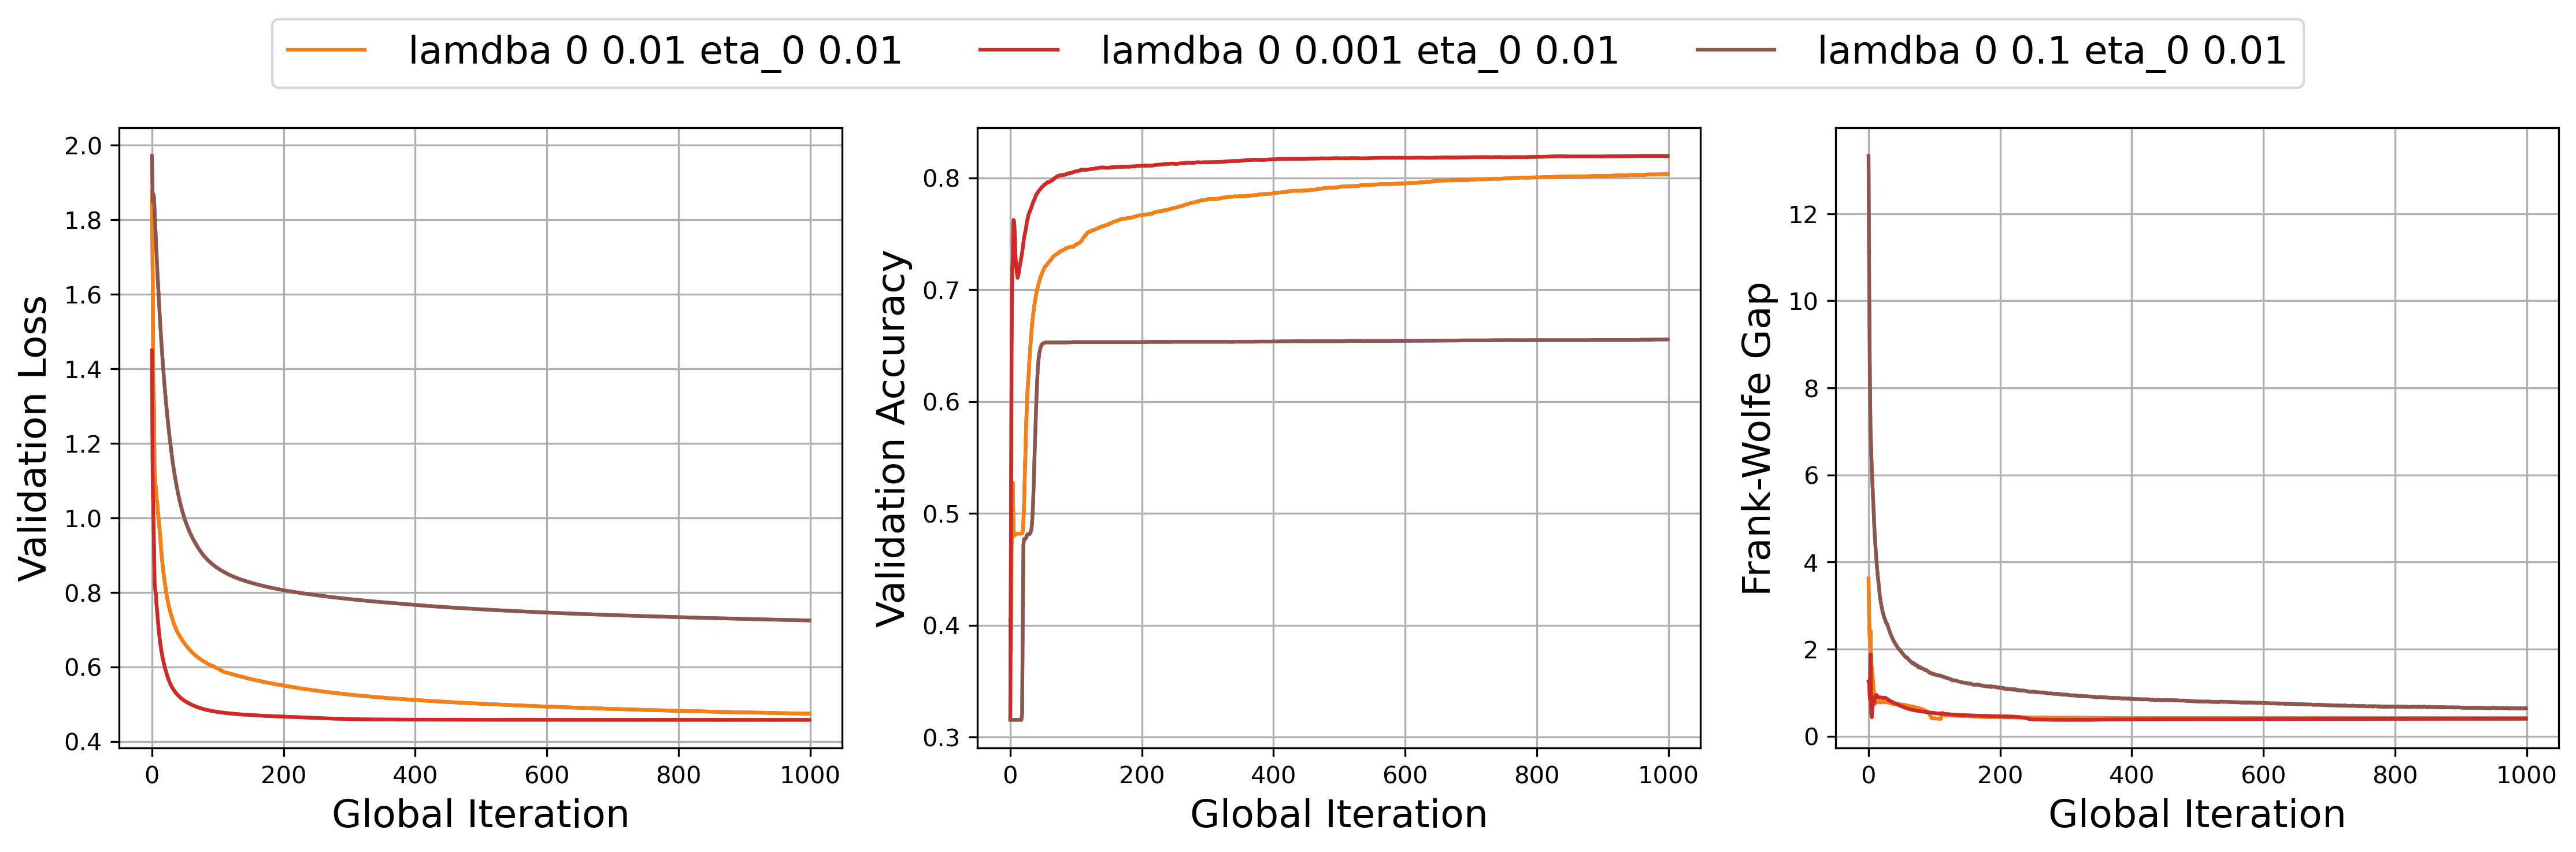 lamdba 0 0.01 eta_0 0.01
lamdba 0 0.001 eta_0 0.01
lamdba 0 0.1 eta_0 0.01
Validation Loss
2.0
1.8
1.6
1.4
1.2
1.0
0.8
0.6
0.4
0 200 400 600 800 1000
Global Iteration
Validation Accuracy
0.8
0.7
0.6
0.5
0.4
0.3
0 200 400 600 800 1000
Global Iteration
Frank-Wolfe Gap
12
10
8
6
4
2
0
0 200 400 600 800 1000
Global Iteration